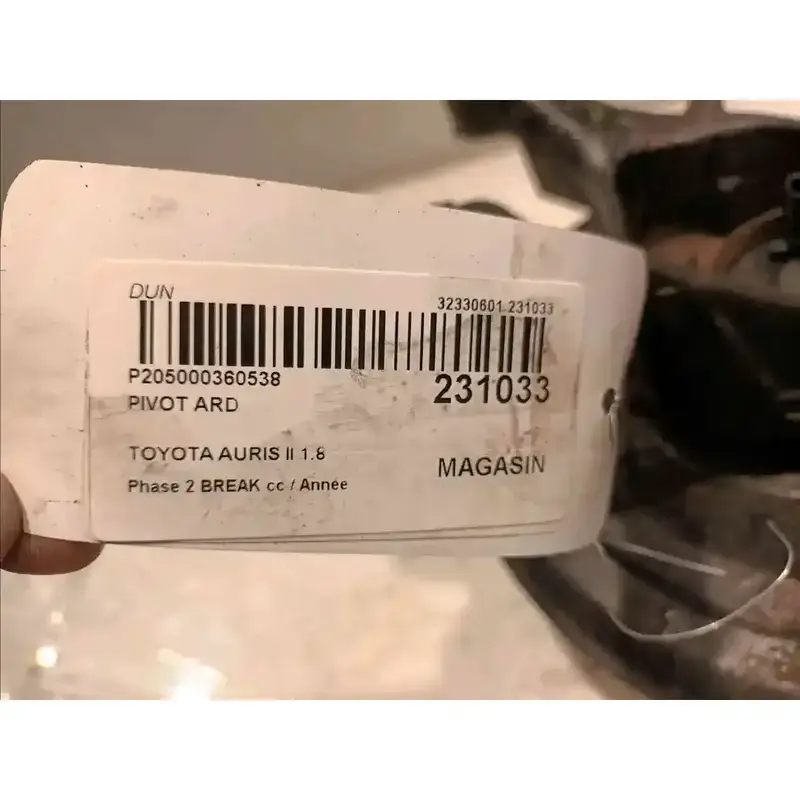 DUN
32330601 231033
P205000360538
231033
PIVOT ARD
TOYOTA AURIS II 1.8
MAGASIN
Phase 2 BREAK cc / Année